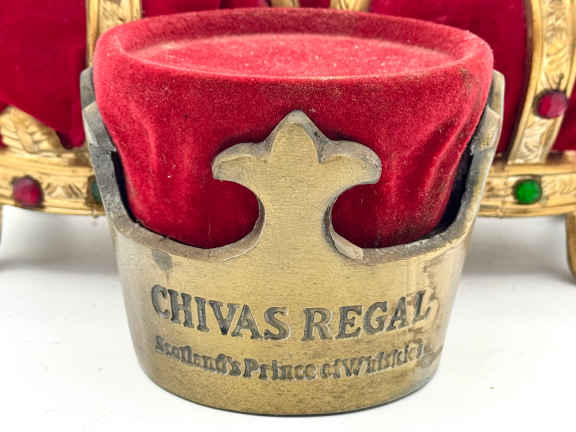 CHIVAS REGAL
Scotland's Prince of Whiskies